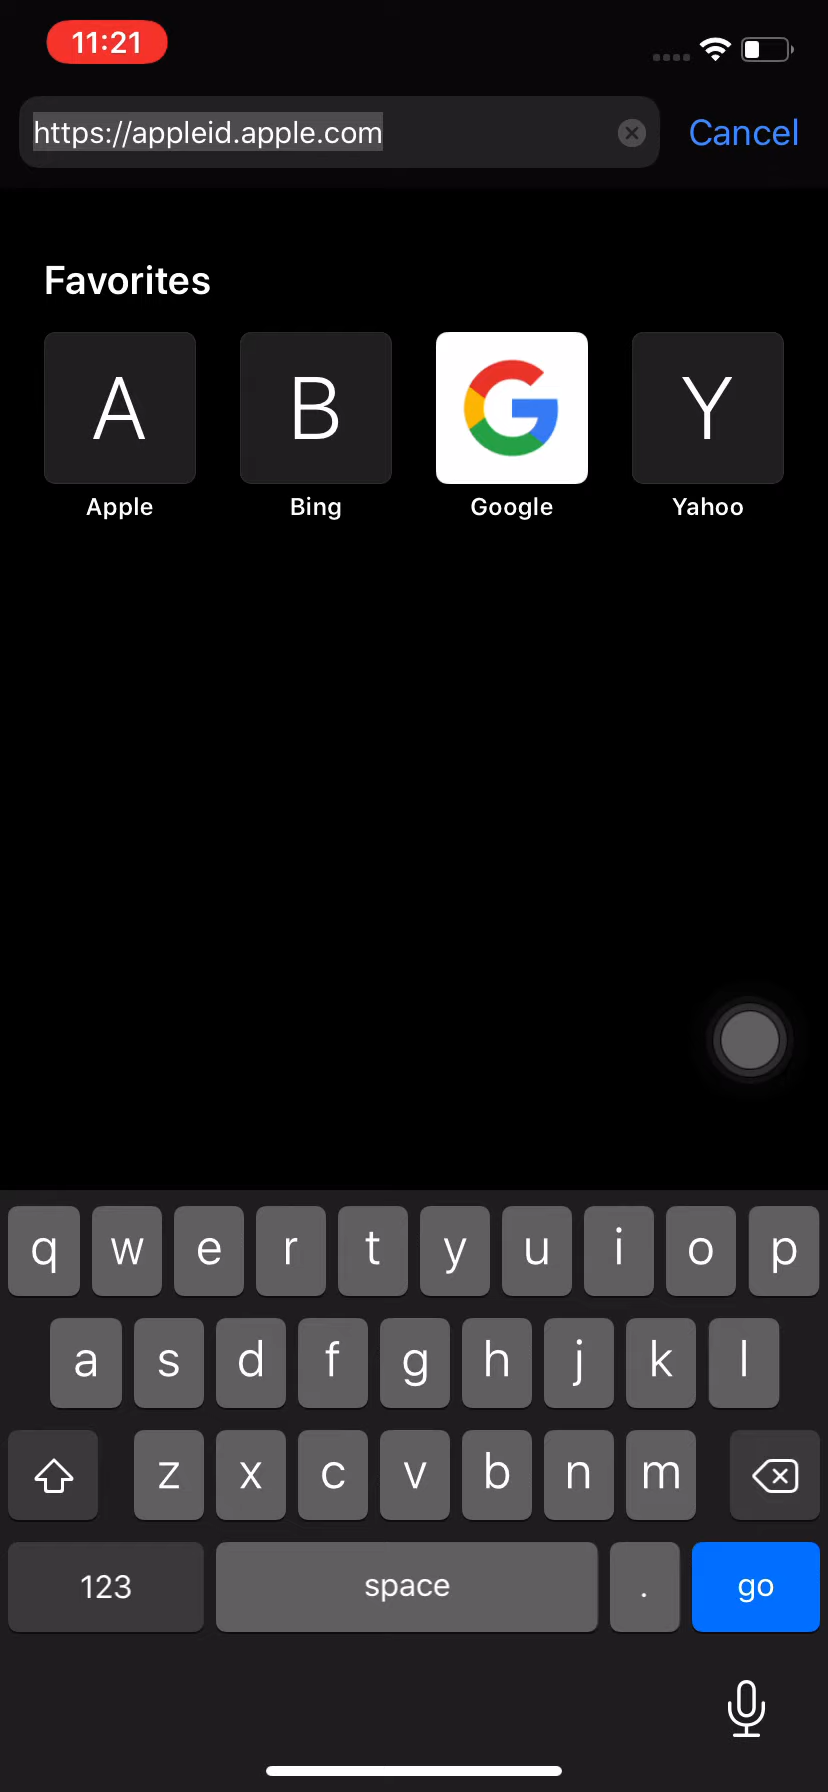 11:21
https://appleid.apple.com
Cancel
Favorites
A B G Y
Apple Bing Google Yahoo
q w e r t y u i o p
a s d f g h j k l
z x c v b n m
123 space . go